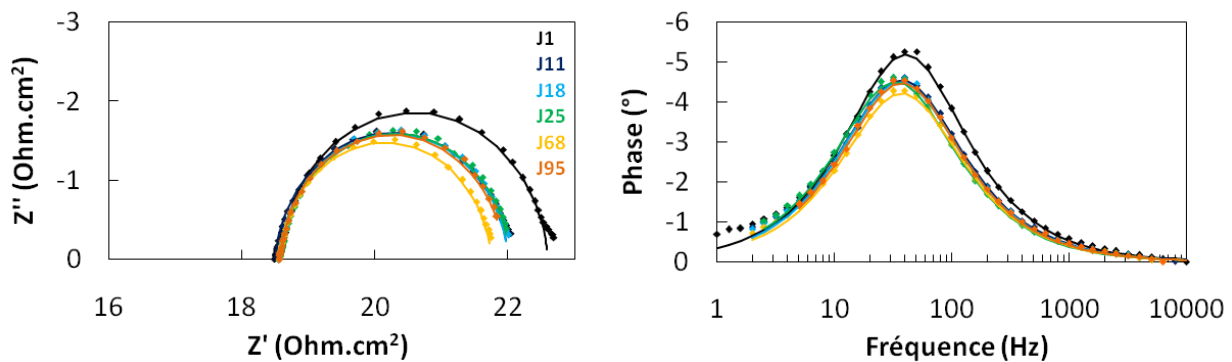 -3
-2
-1
0
Z'' (Ohm.cm²)
16
18
20
22
Z' (Ohm.cm²)
J1
J11
J18
J25
J68
J95
-6
-5
-4
-3
-2
-1
0
Phase (°)
1
10
100
1000
10000
Fréquence (Hz)